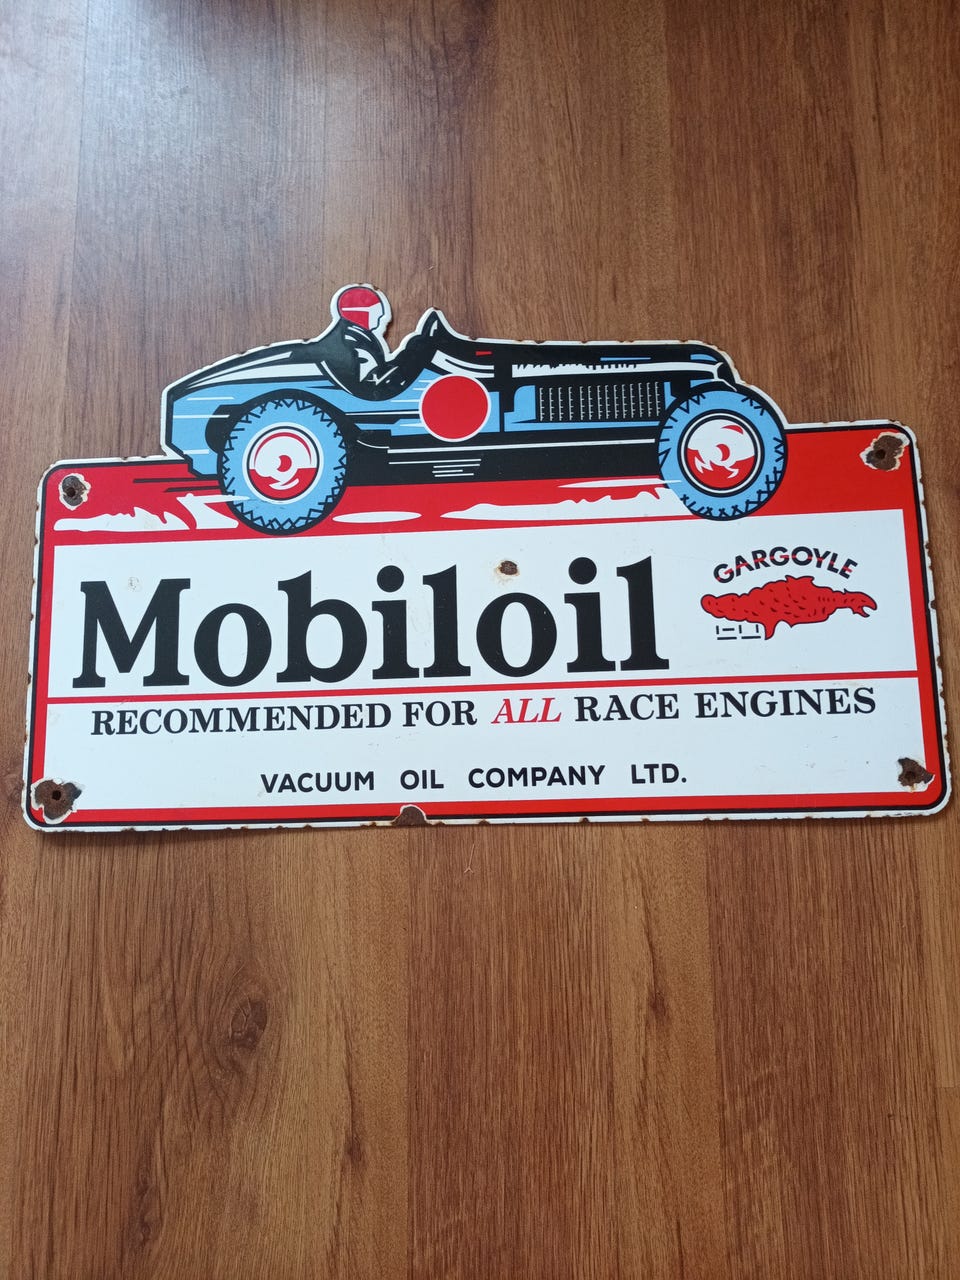 Mobiloil
GARGOYLE
RECOMMENDED FOR ALL RACE ENGINES
VACUUM OIL COMPANY LTD.